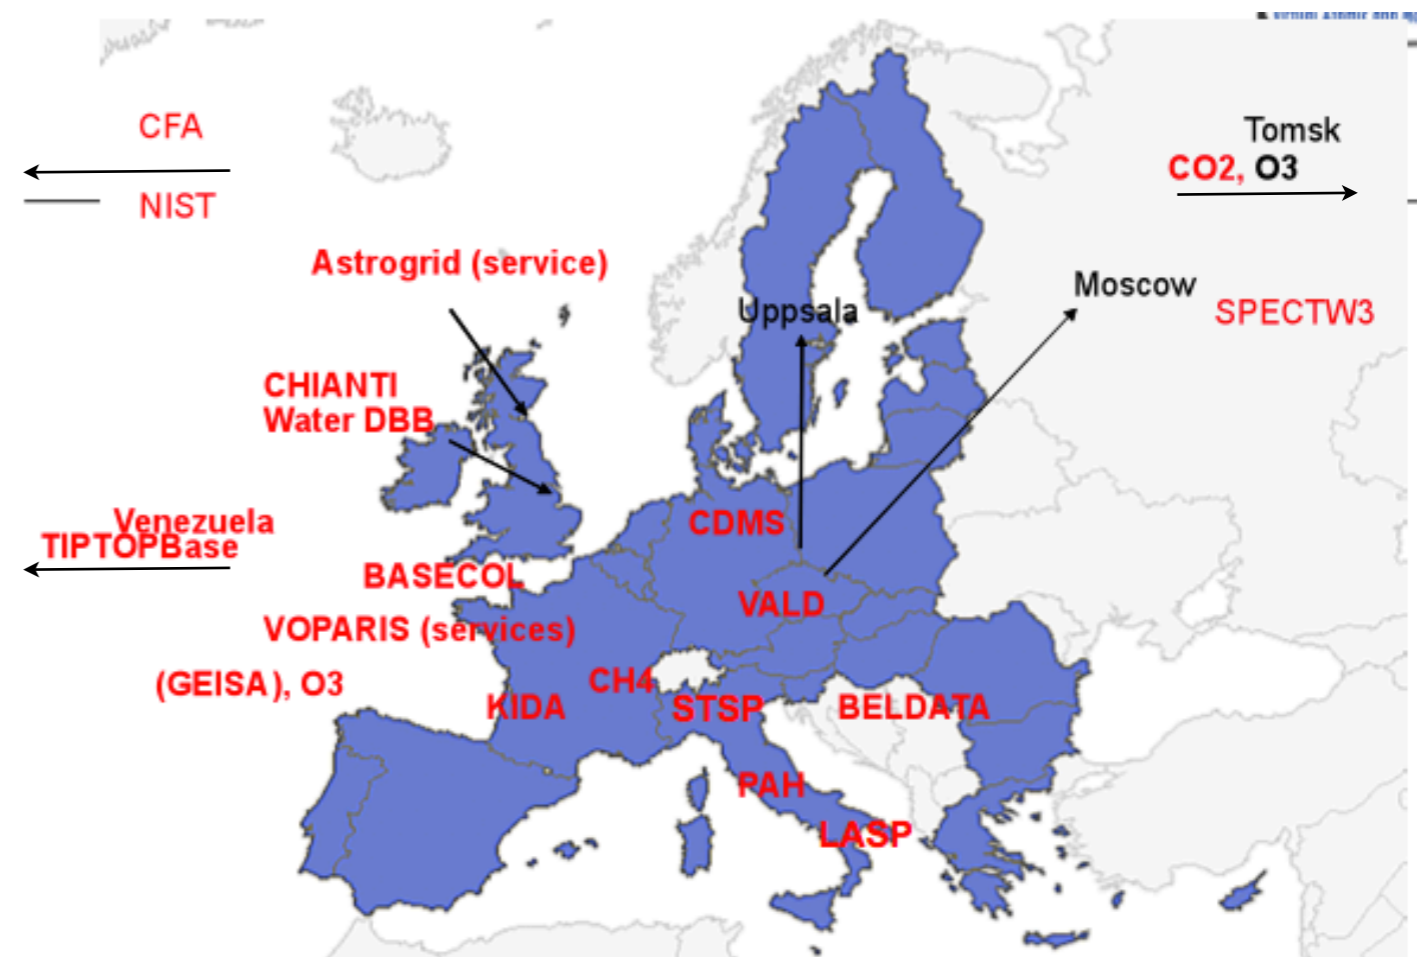 CFA
Tomsk
CO2, O3
NIST
Astrogrid (service)
Moscow
Uppsala
SPECTW3
CHIANTI
Water DBB
Venezuela
CDMS
TIPTOPBase
BASECOL
VALD
VOPARIS (services)
(GEISA), O3
CH4
KIDA
STSP
BELDATA
PAH
LASP